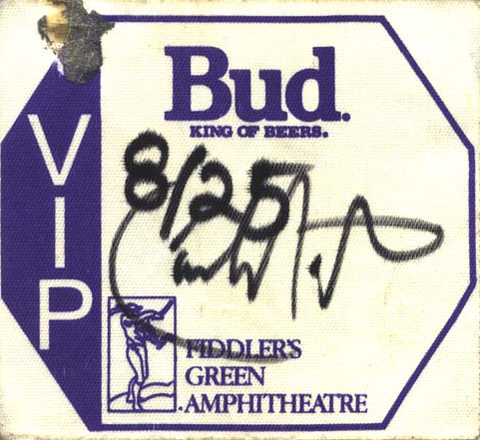 VIP
Bud.
KING OF BEERS.
8/25
FIDDLER'S
GREEN
AMPHITHEATRE